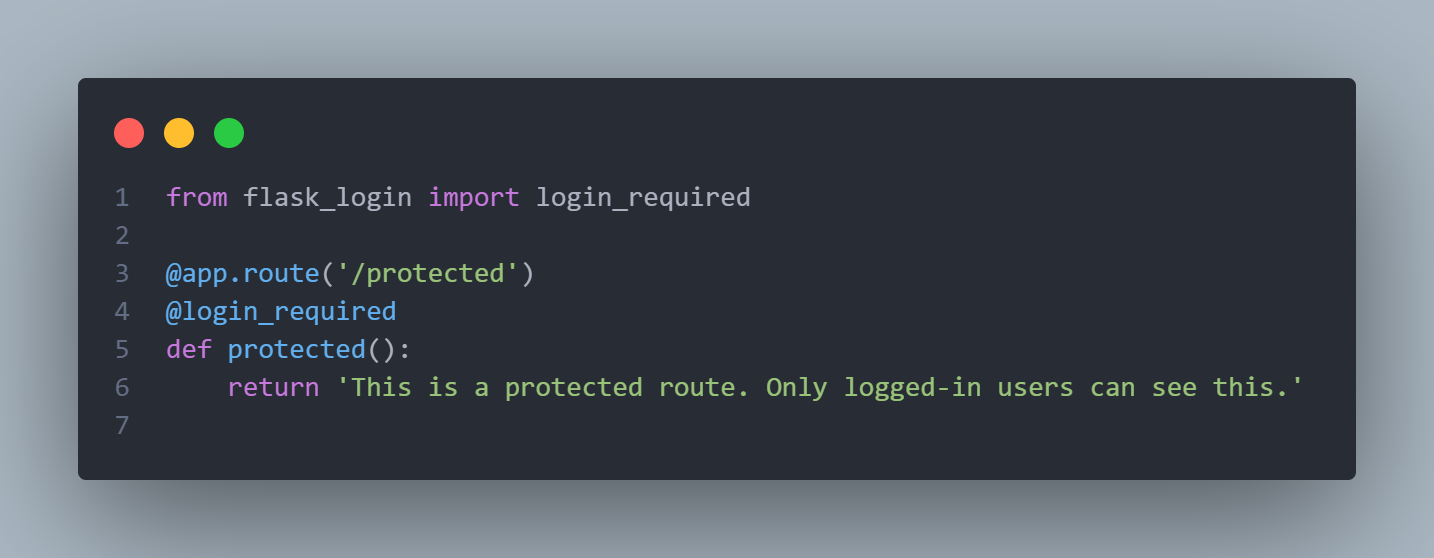 1 from flask_login import login_required
2
3 @app.route('/protected')
4 @login_required
5 def protected():
6     return 'This is a protected route. Only logged-in users can see this.'
7